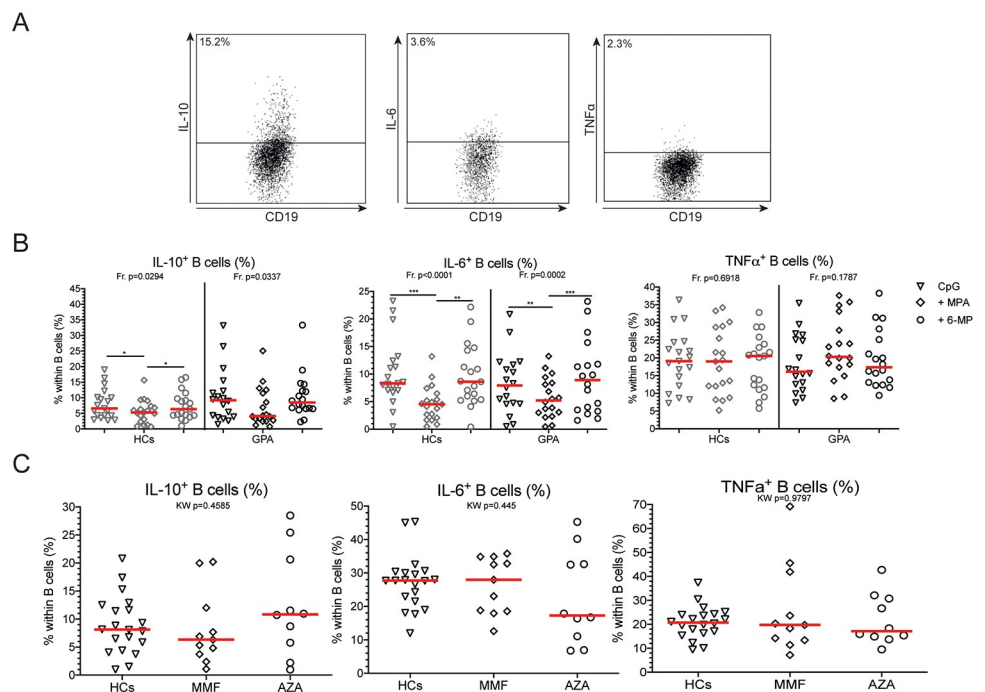 A
15.2%
3.6%
2.3%
IL-10
IL-6
TNFα
CD19
CD19
CD19
B
IL-10+ B cells (%)
IL-6+ B cells (%)
TNFα+ B cells (%)
Fr. p=0.0294
Fr. p=0.0337
Fr. p<0.0001
Fr. p=0.0002
Fr. p=0.6918
Fr. p=0.1787
CpG
+ MPA
+ 6-MP
% within B cells (%)
45
40
35
30
25
20
15
10
5
0
*
*
HCs
GPA
% within B cells (%)
25
20
15
10
5
0
***
**
**
***
HCs
GPA
% within B cells (%)
40
35
30
25
20
15
10
5
0
HCs
GPA
C
IL-10+ B cells (%)
KW p=0.4585
% within B cells (%)
30
25
20
15
10
5
0
HCs
MMF
AZA
IL-6+ B cells (%)
KW p=0.445
% within B cells (%)
50
40
30
20
10
0
HCs
MMF
AZA
TNFa+ B cells (%)
KW p=0.9797
% within B cells (%)
70
60
50
40
30
20
10
0
HCs
MMF
AZA